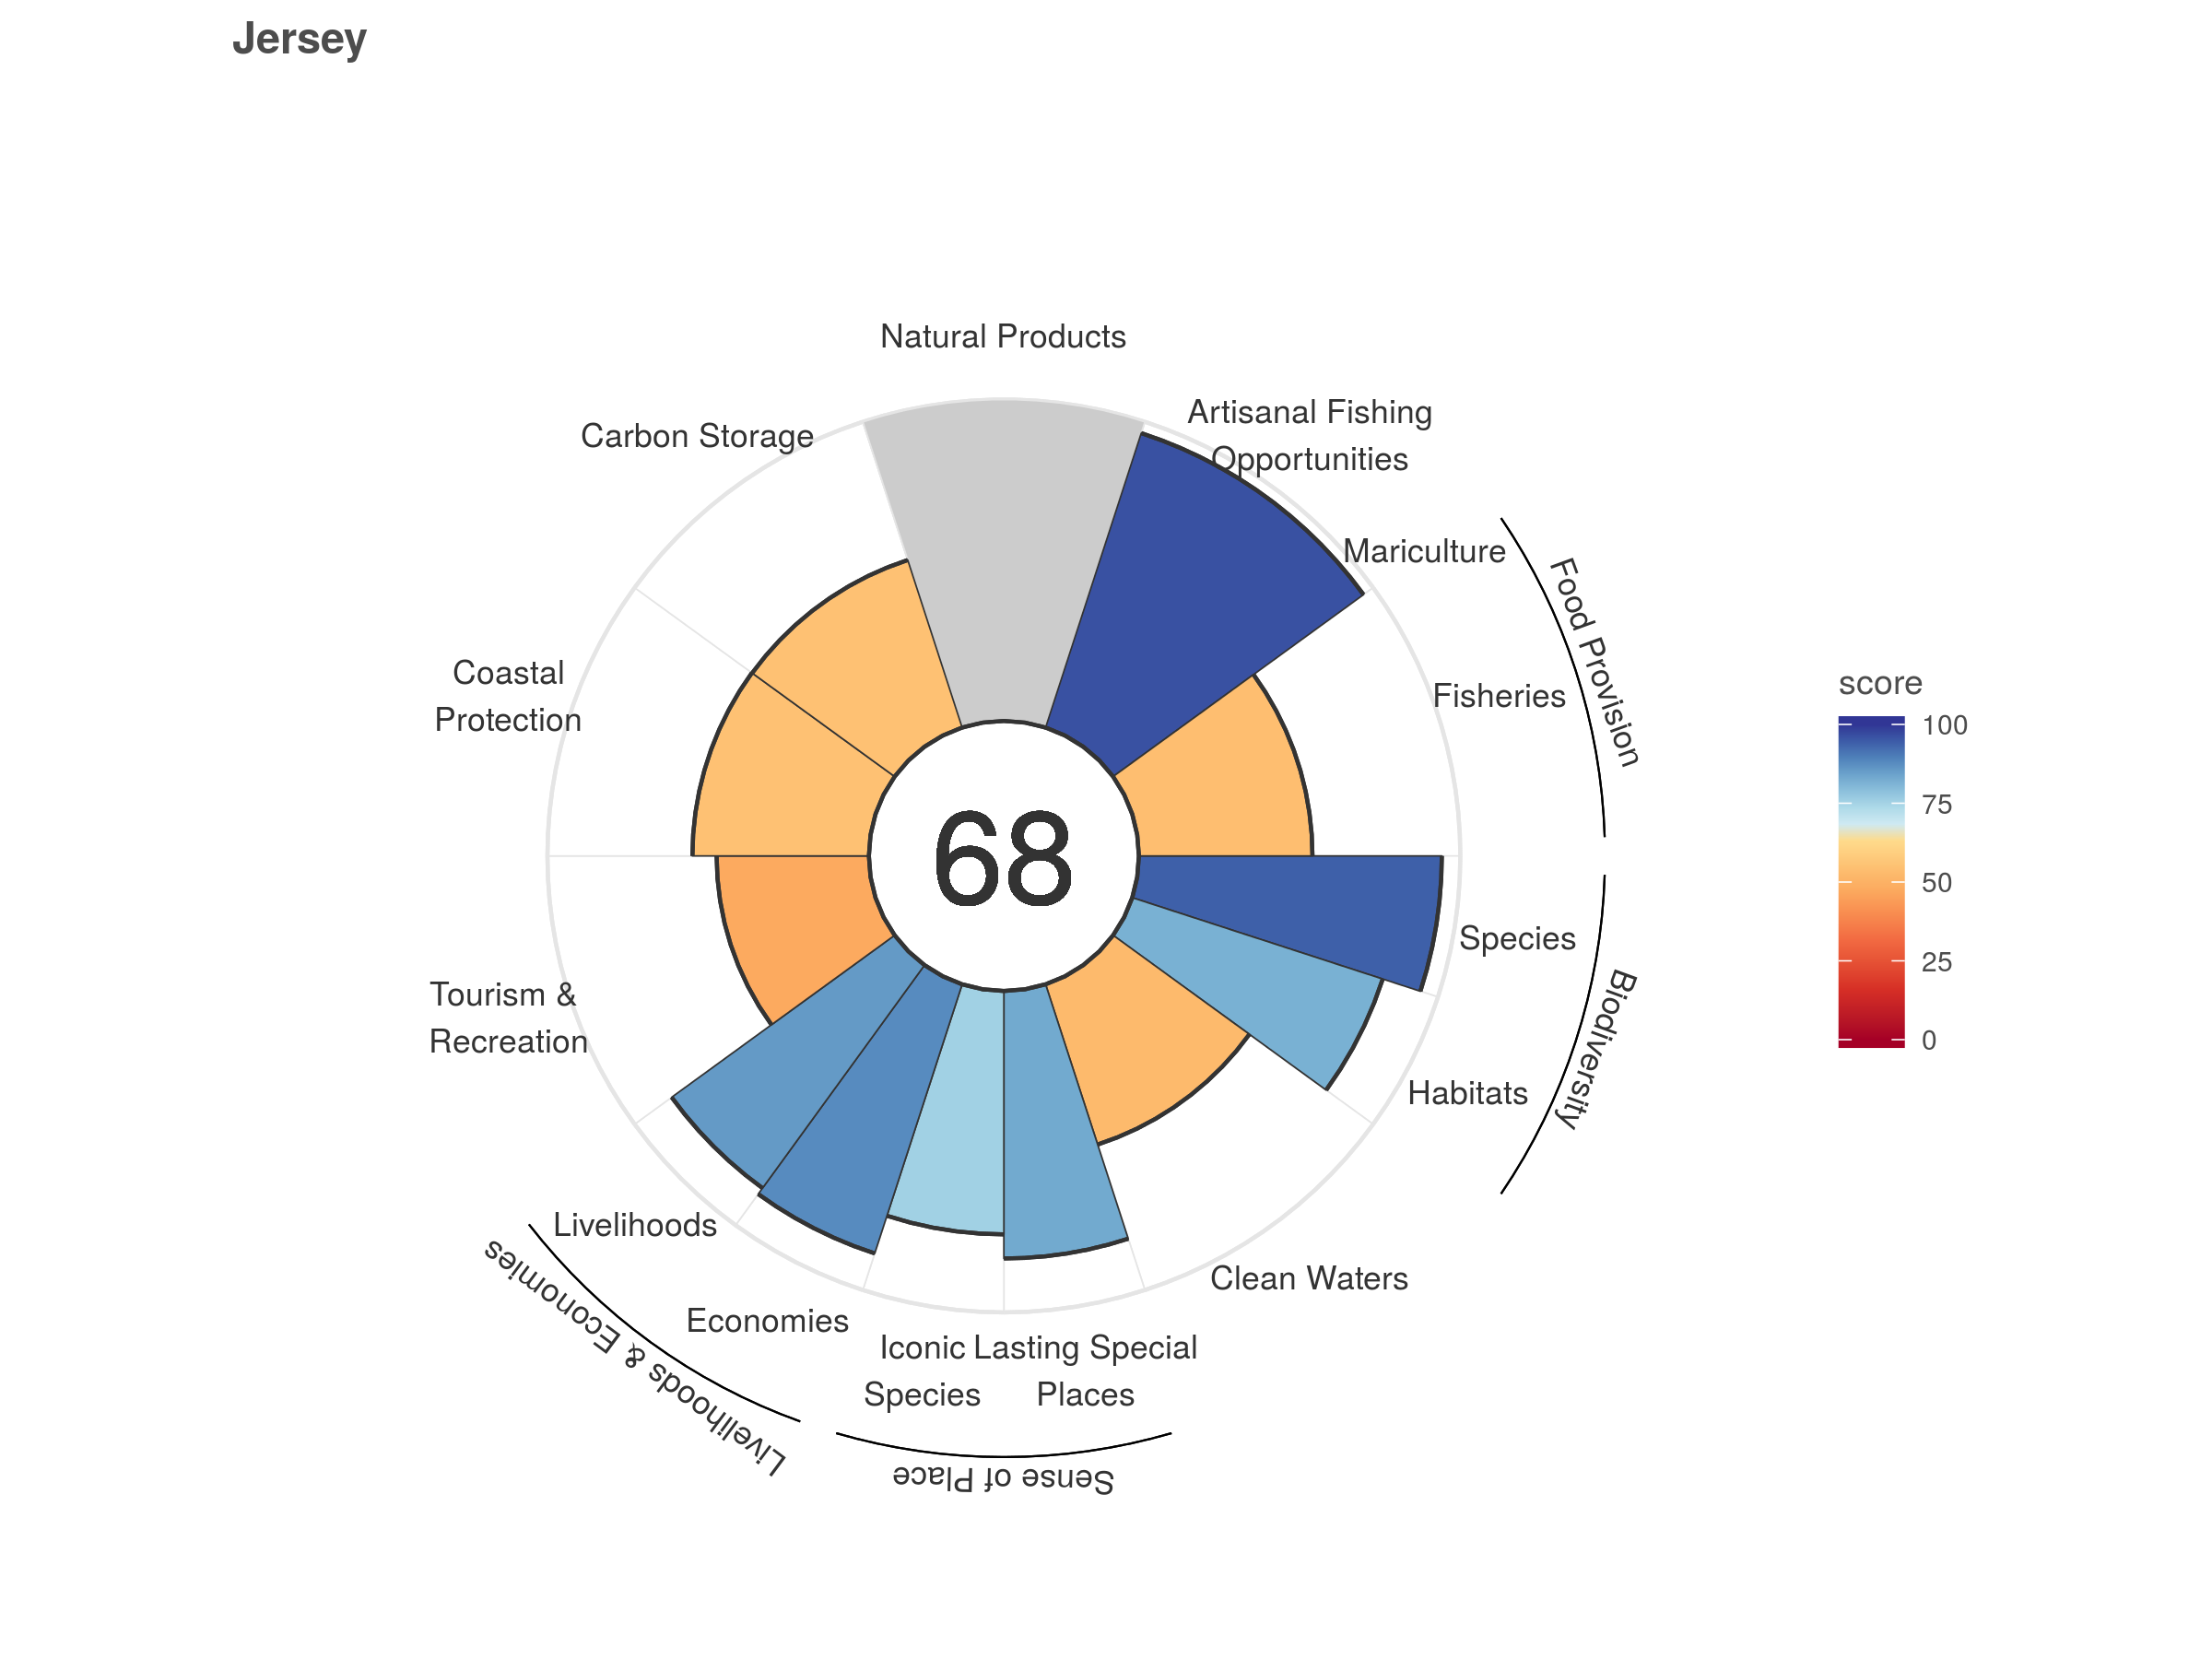 Jersey
Natural Products
Artisanal Fishing
Opportunities
Carbon Storage
Mariculture
Food Provision
Fisheries
Coastal
Protection
score
100
75
50
25
0
68
Species
Biodiversity
Habitats
Tourism &
Recreation
Livelihoods
Clean Waters
Economies
Livelihoods & Economies
Iconic
Species
Lasting Special
Places
Sense of Place